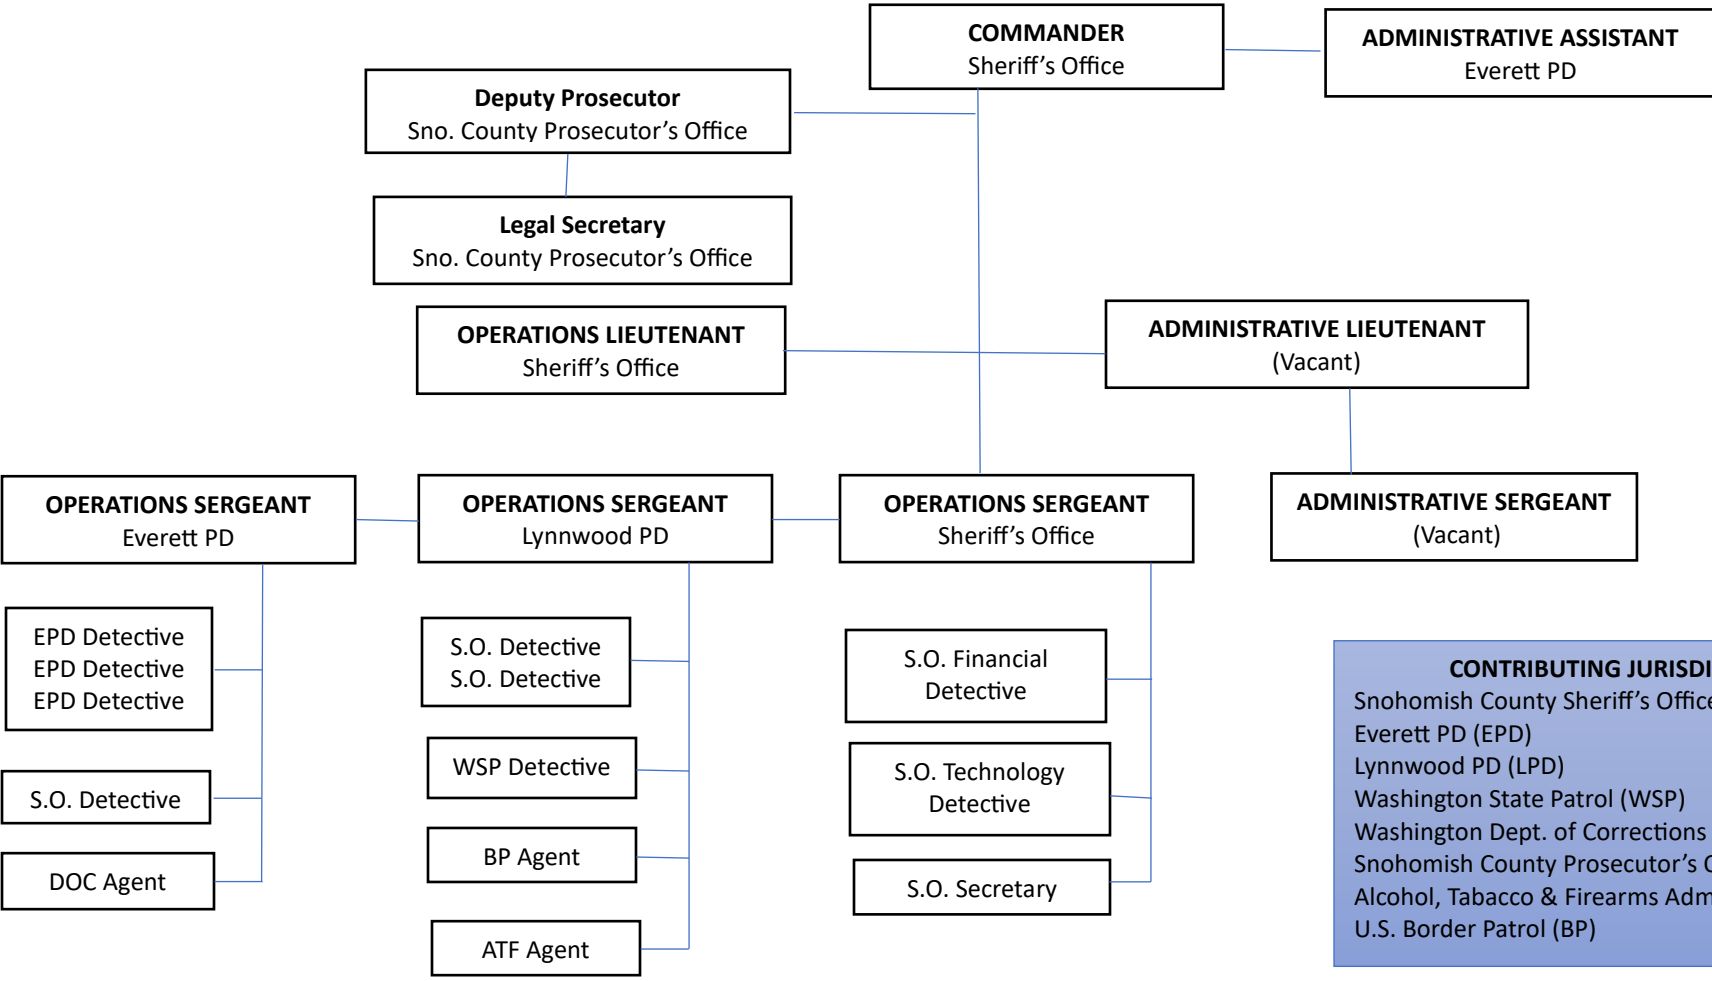 COMMANDER
Sheriff's Office
ADMINISTRATIVE ASSISTANT
Everett PD
Deputy Prosecutor
Sno. County Prosecutor's Office
Legal Secretary
Sno. County Prosecutor's Office
OPERATIONS LIEUTENANT
Sheriff's Office
ADMINISTRATIVE LIEUTENANT
(Vacant)
OPERATIONS SERGEANT
Everett PD
OPERATIONS SERGEANT
Lynnwood PD
OPERATIONS SERGEANT
Sheriff's Office
ADMINISTRATIVE SERGEANT
(Vacant)
EPD Detective
EPD Detective
EPD Detective
S.O. Detective
DOC Agent
S.O. Detective
S.O. Detective
WSP Detective
BP Agent
ATF Agent
S.O. Financial
Detective
S.O. Technology
Detective
S.O. Secretary
CONTRIBUTING
Snohomish County Sheriff's
Everett PD (EPD)
Lynnwood PD (LPD)
Washington State Patrol (WSP)
Washington Dept. of Corrections
Snohomish County Prosecutor's
Alcohol, Tabacco & Firearms
U.S. Border Patrol (BP)